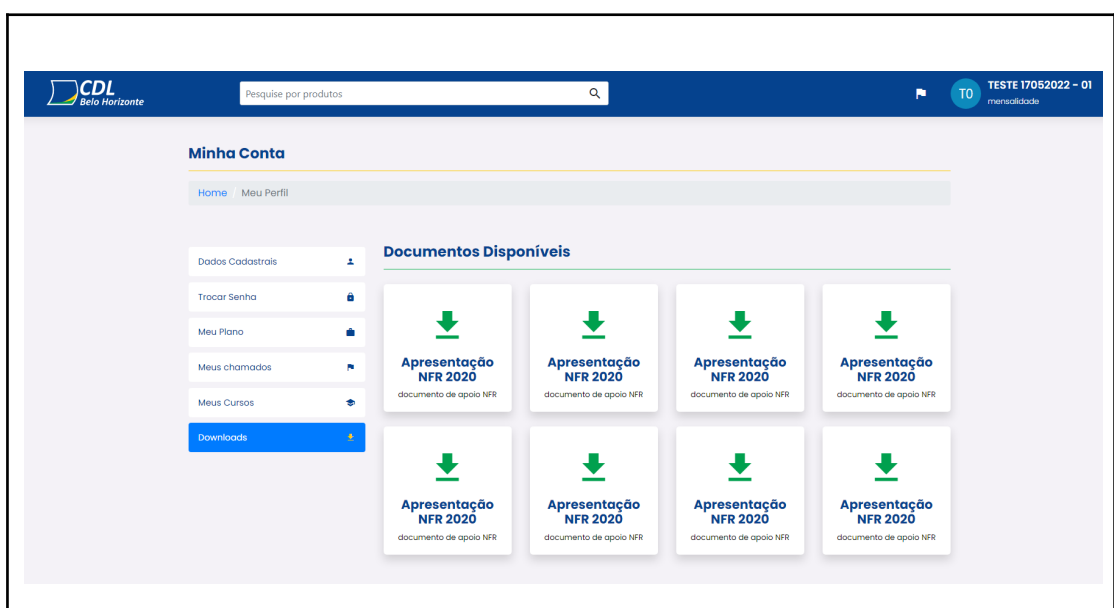 CDL
Belo Horizonte
Pesquise por produtos
T0
TESTE 17052022 - 01
mensalidade
Minha Conta
Home / Meu Perfil
Dados Cadastrais
Trocar Senha
Meu Plano
Meus chamados
Meus Cursos
Downloads
Documentos Disponíveis
Apresentação
NFR 2020
documento de apoio NFR
Apresentação
NFR 2020
documento de apoio NFR
Apresentação
NFR 2020
documento de apoio NFR
Apresentação
NFR 2020
documento de apoio NFR
Apresentação
NFR 2020
documento de apoio NFR
Apresentação
NFR 2020
documento de apoio NFR
Apresentação
NFR 2020
documento de apoio NFR
Apresentação
NFR 2020
documento de apoio NFR